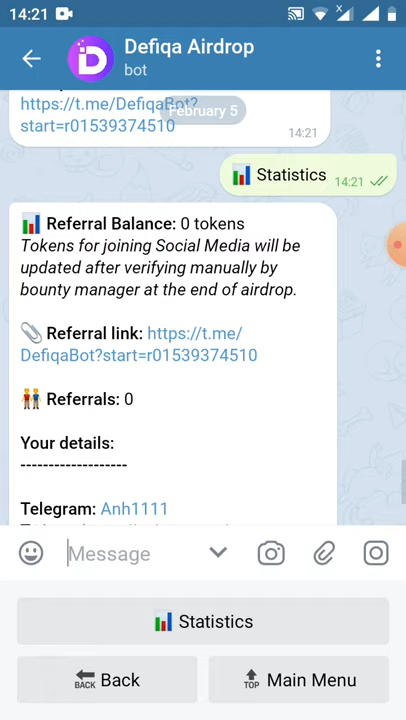 14:21
Defiqa Airdrop
bot
https://t.me/DefiqaBot?
start=r01539374510
February 5
14:21
Statistics 14:21
Referral Balance: 0 tokens
Tokens for joining Social Media will be
updated after verifying manually by
bounty manager at the end of airdrop.
Referral link: https://t.me/
DefiqaBot?start=r01539374510
Referrals: 0
Your details:
-------------------
Telegram: Anh1111
Message
Statistics
BACK Back
TOP Main Menu